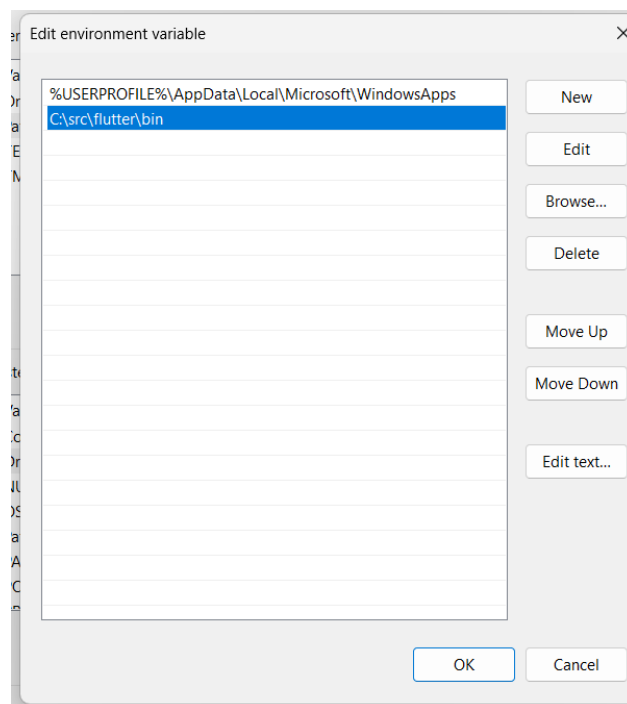 Edit environment variable
%USERPROFILE%\AppData\Local\Microsoft\WindowsApps
C:\src\flutter\bin
New
Edit
Browse...
Delete
Move Up
Move Down
Edit text...
OK
Cancel